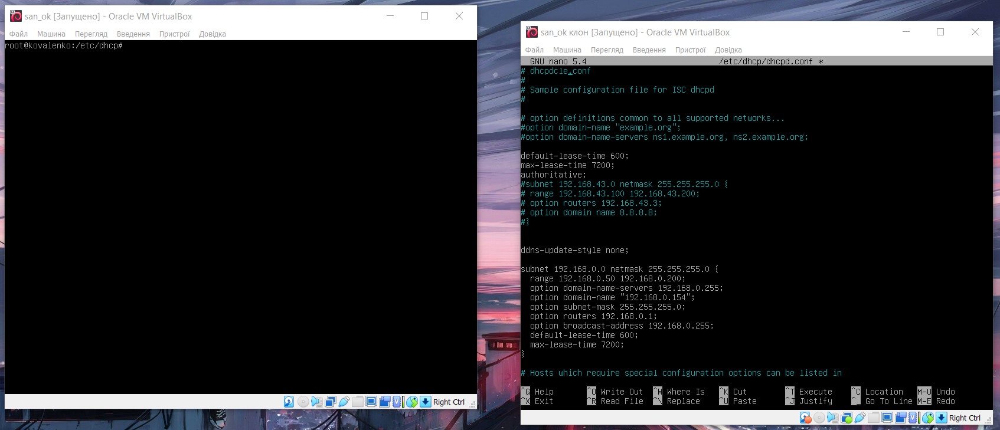 san_ok [Запущено] - Oracle VM VirtualBox
Файл Машина Перегляд Введення Пристрої Довідка
root@kovalenko:/etc/dhcp#
Right Ctrl
san_ok клон [Запущено] - Oracle VM VirtualBox
Файл Машина Перегляд Введення Пристрої Довідка
GNU nano 5.4 /etc/dhcp/dhcpd.conf *
# dhcpdcle.conf
#
# Sample configuration file for ISC dhcpd
#
# option definitions common to all supported networks...
#option domain-name "example.org";
#option domain-name-servers ns1.example.org, ns2.example.org;
default-lease-time 600;
max-lease-time 7200;
authoritative;
#subnet 192.168.43.0 netmask 255.255.255.0 {
# range 192.168.43.100 192.168.43.200;
# option routers 192.168.43.3;
# option domain name 8.8.8.8;
#}
ddns-update-style none;
subnet 192.168.0.0 netmask 255.255.255.0 {
range 192.168.0.50 192.168.0.200;
option domain-name-servers 192.168.0.255;
option domain-name "192.168.0.154";
option subnet-mask 255.255.255.0;
option routers 192.168.0.1;
option broadcast-address 192.168.0.255;
default-lease-time 600;
max-lease-time 7200;
}
# Hosts which require special configuration options can be listed in
^G Help ^O Write Out ^W Where Is ^K Cut ^T Execute ^C Location M-U Undo
^X Exit ^R Read File ^\ Replace ^U Paste ^J Justify ^_ Go To Line M-E Redo
Right Ctrl